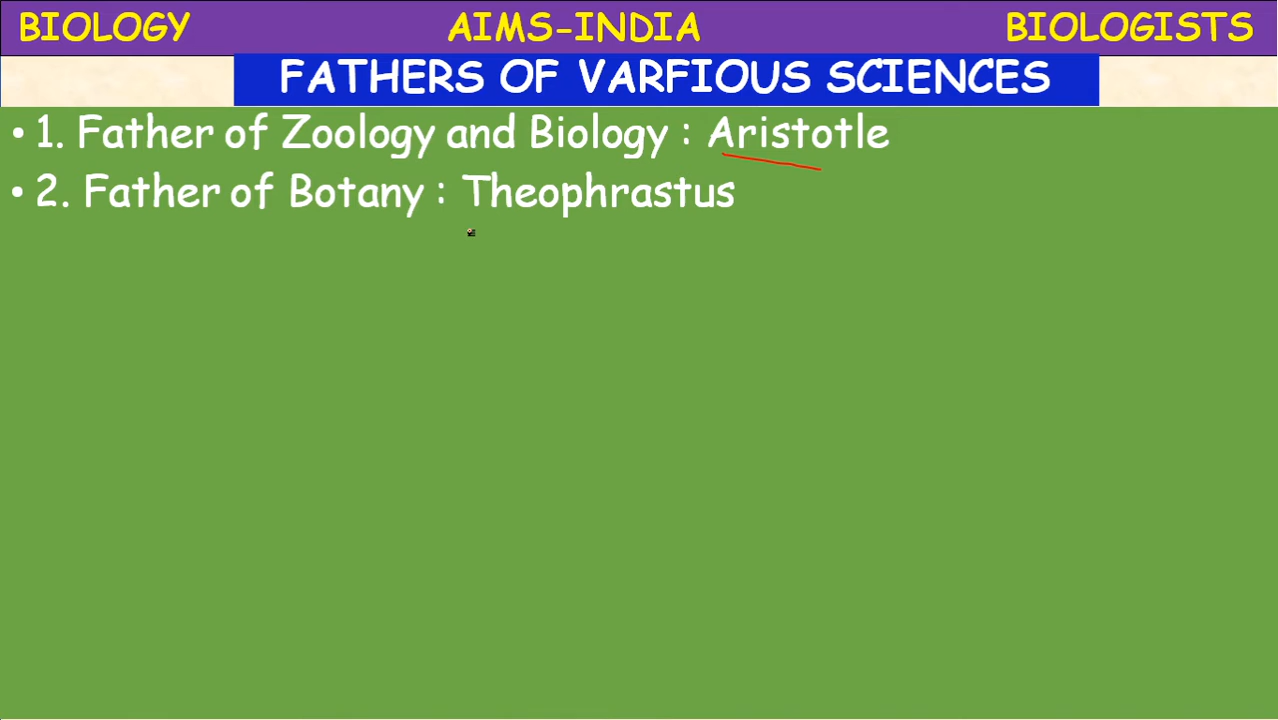 BIOLOGY AIMS-INDIA BIOLOGISTS
FATHERS OF VARFIOUS SCIENCES
• 1. Father of Zoology and Biology : Aristotle
• 2. Father of Botany : Theophrastus